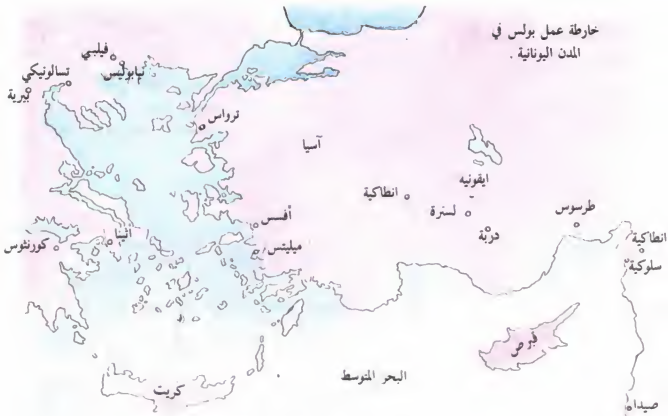 خارطة عمل بولس في
المدن اليونانية .
فيلبي
نيابوليس
تسالونيكي
بيرية
ترواس
آسيا
ايقونيه
انطاكية
لسترة
دربة
طرسوس
انطاكية
سلوكية
أفسس
ميليتس
أثينا
كورنثوس
قبرص
البحر المتوسط
كريت
صيدا